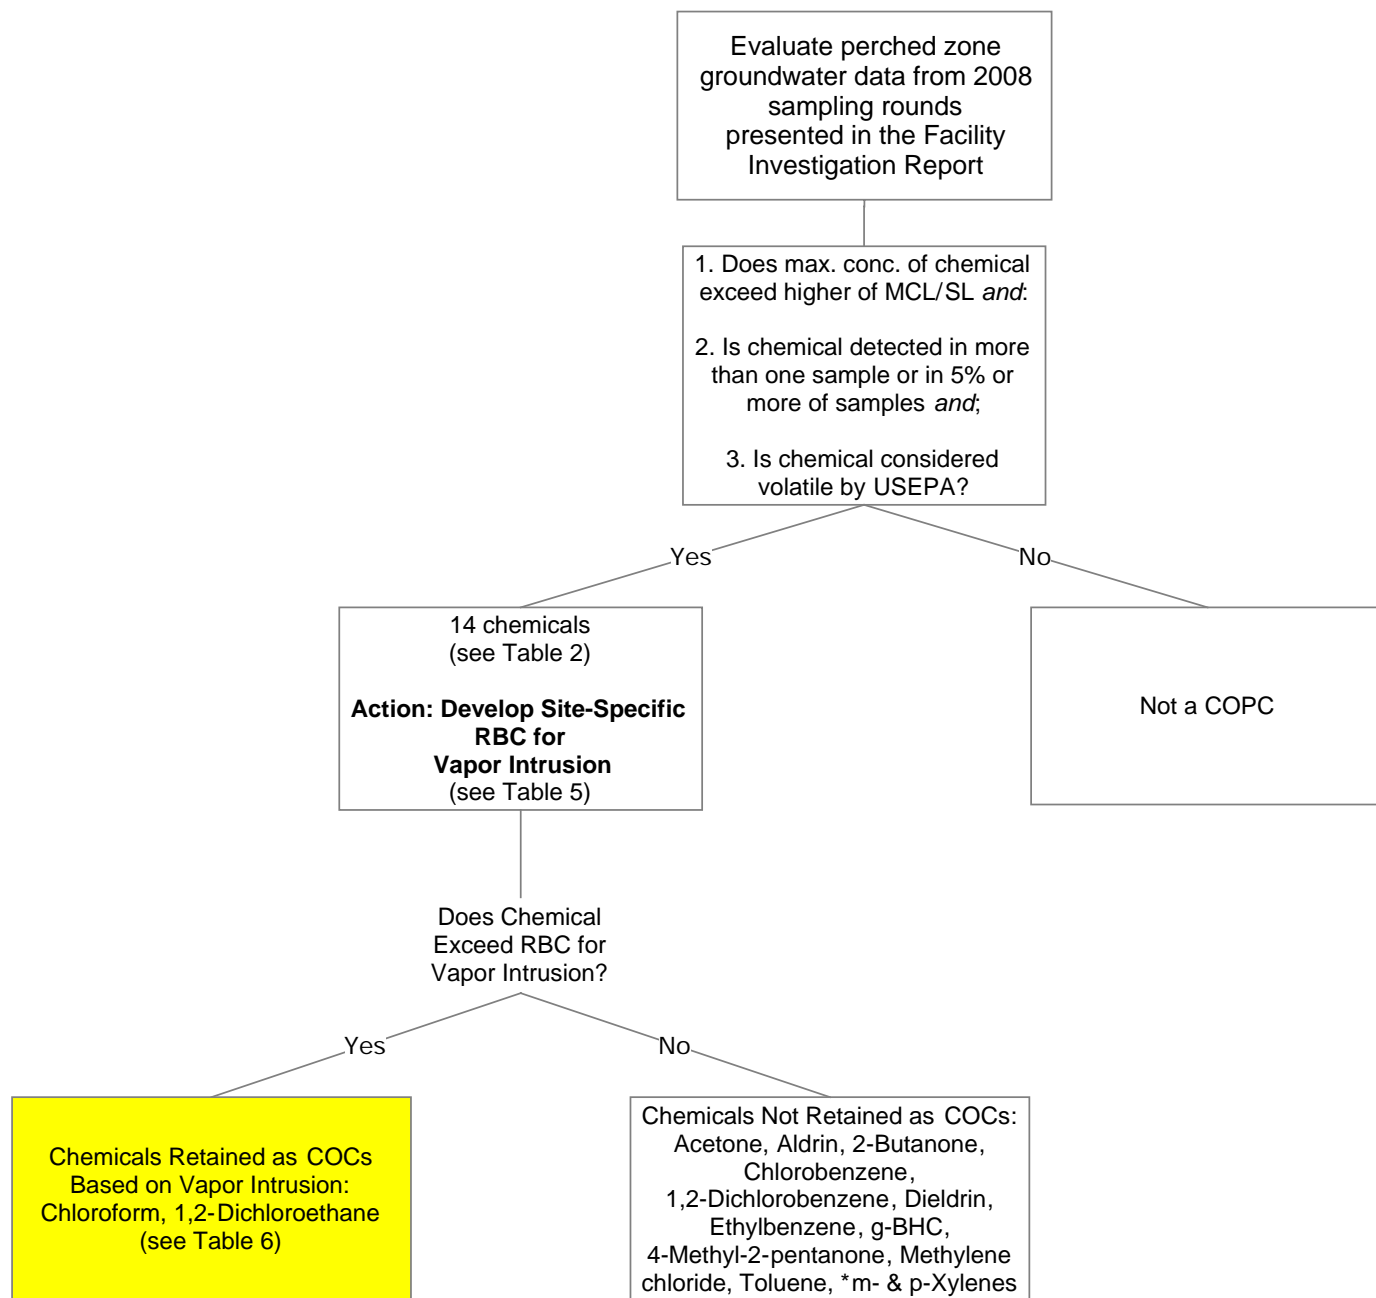 Evaluate perched zone
groundwater data from 2008
sampling rounds
presented in the Facility
Investigation Report
1. Does max. conc. of chemical
exceed higher of MCL/SL and:
2. Is chemical detected in more
than one sample or in 5% or
more of samples and;
3. Is chemical considered
volatile by USEPA?
Yes
No
14 chemicals
(see Table 2)
Action: Develop Site-Specific
RBC for
Vapor Intrusion
(see Table 5)
Not a COPC
Does Chemical
Exceed RBC for
Vapor Intrusion?
Yes
No
Chemicals Retained as COCs
Based on Vapor Intrusion:
Chloroform, 1,2-Dichloroethane
(see Table 6)
Chemicals Not Retained as COCs:
Acetone, Aldrin, 2-Butanone,
Chlorobenzene,
1,2-Dichlorobenzene, Dieldrin,
Ethylbenzene, g-BHC,
4-Methyl-2-pentanone, Methylene
chloride, Toluene, *m- & p-Xylenes